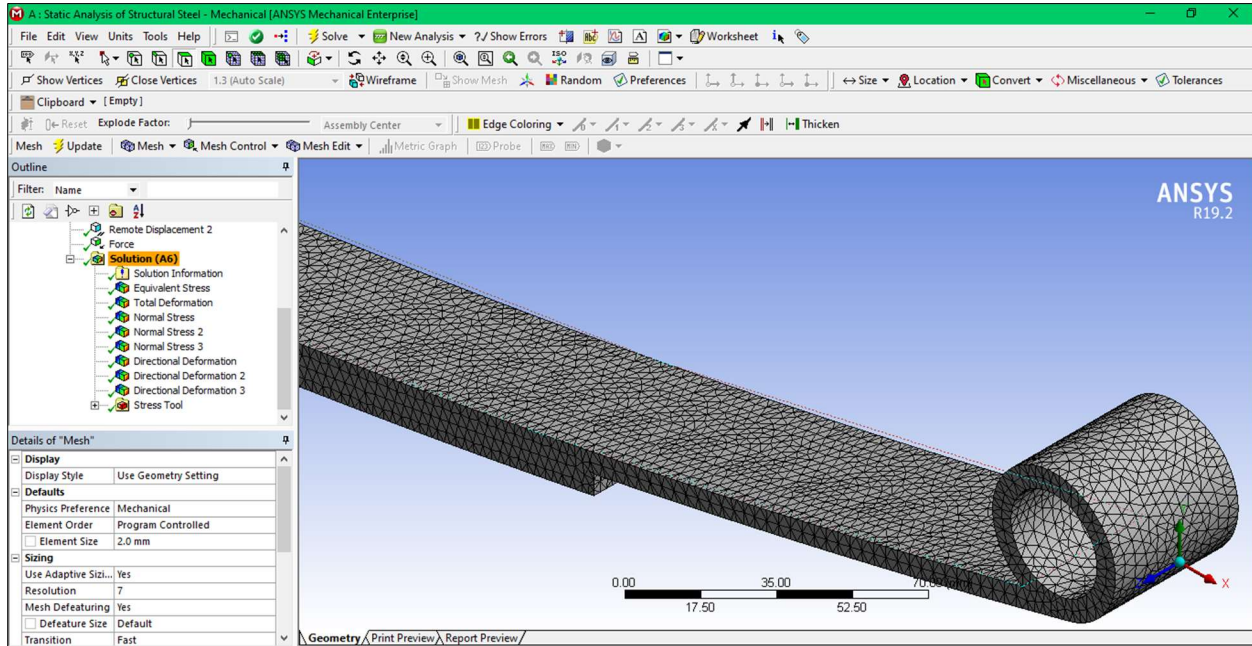 A : Static Analysis of Structural Steel - Mechanical [ANSYS Mechanical Enterprise]
File Edit View Units Tools Help Solve New Analysis ?/ Show Errors Worksheet
Show Vertices Close Vertices 1.3 (Auto Scale) Wireframe Show Mesh Random Preferences Size Location Convert Miscellaneous Tolerances
Clipboard [Empty]
Reset Explode Factor: Assembly Center Edge Coloring Thicken
Mesh Update Mesh Mesh Control Mesh Edit Metric Graph Probe
Outline
Filter: Name
Remote Displacement 2
Force
Solution (A6)
Solution Information
Equivalent Stress
Total Deformation
Normal Stress
Normal Stress 2
Normal Stress 3
Directional Deformation
Directional Deformation 2
Directional Deformation 3
Stress Tool
Details of "Mesh"
Display
Display Style Use Geometry Setting
Defaults
Physics Preference Mechanical
Element Order Program Controlled
Element Size 2.0 mm
Sizing
Use Adaptive Sizi... Yes
Resolution 7
Mesh Defeaturing Yes
Defeature Size Default
Transition Fast
ANSYS
R19.2
0.00 35.00
17.50 52.50
X
Geometry Print Preview Report Preview